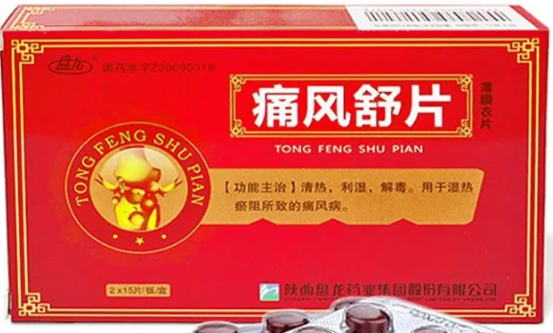 盘龙
国药准字Z20090318
痛风舒片
薄膜衣片
TONG FENG SHU PIAN
TONG FENG SHU PIAN
【功能主治】清热，利湿，解毒。用于湿热
瘀阻所致的痛风病。
2×15片/板/盒
陕西盘龙药业集团股份有限公司